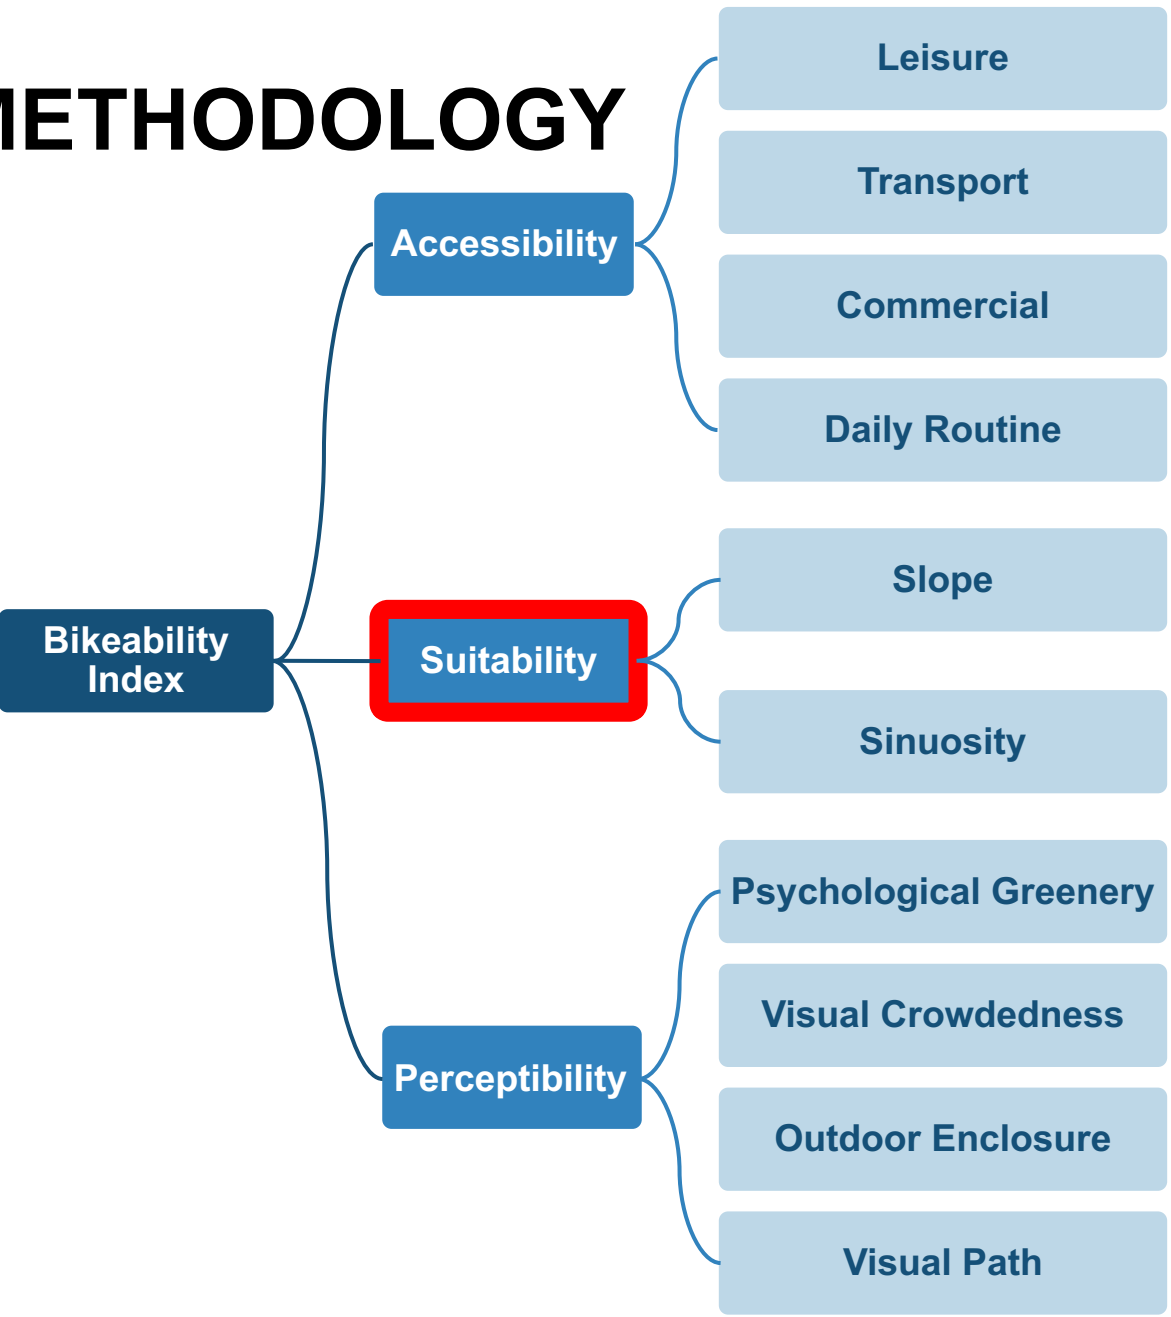 METHODOLOGY
Leisure
Transport
Accessibility
Commercial
Daily Routine
Bikeability
Index
Suitability
Slope
Sinuosity
Perceptibility
Psychological Greenery
Visual Crowdedness
Outdoor Enclosure
Visual Path